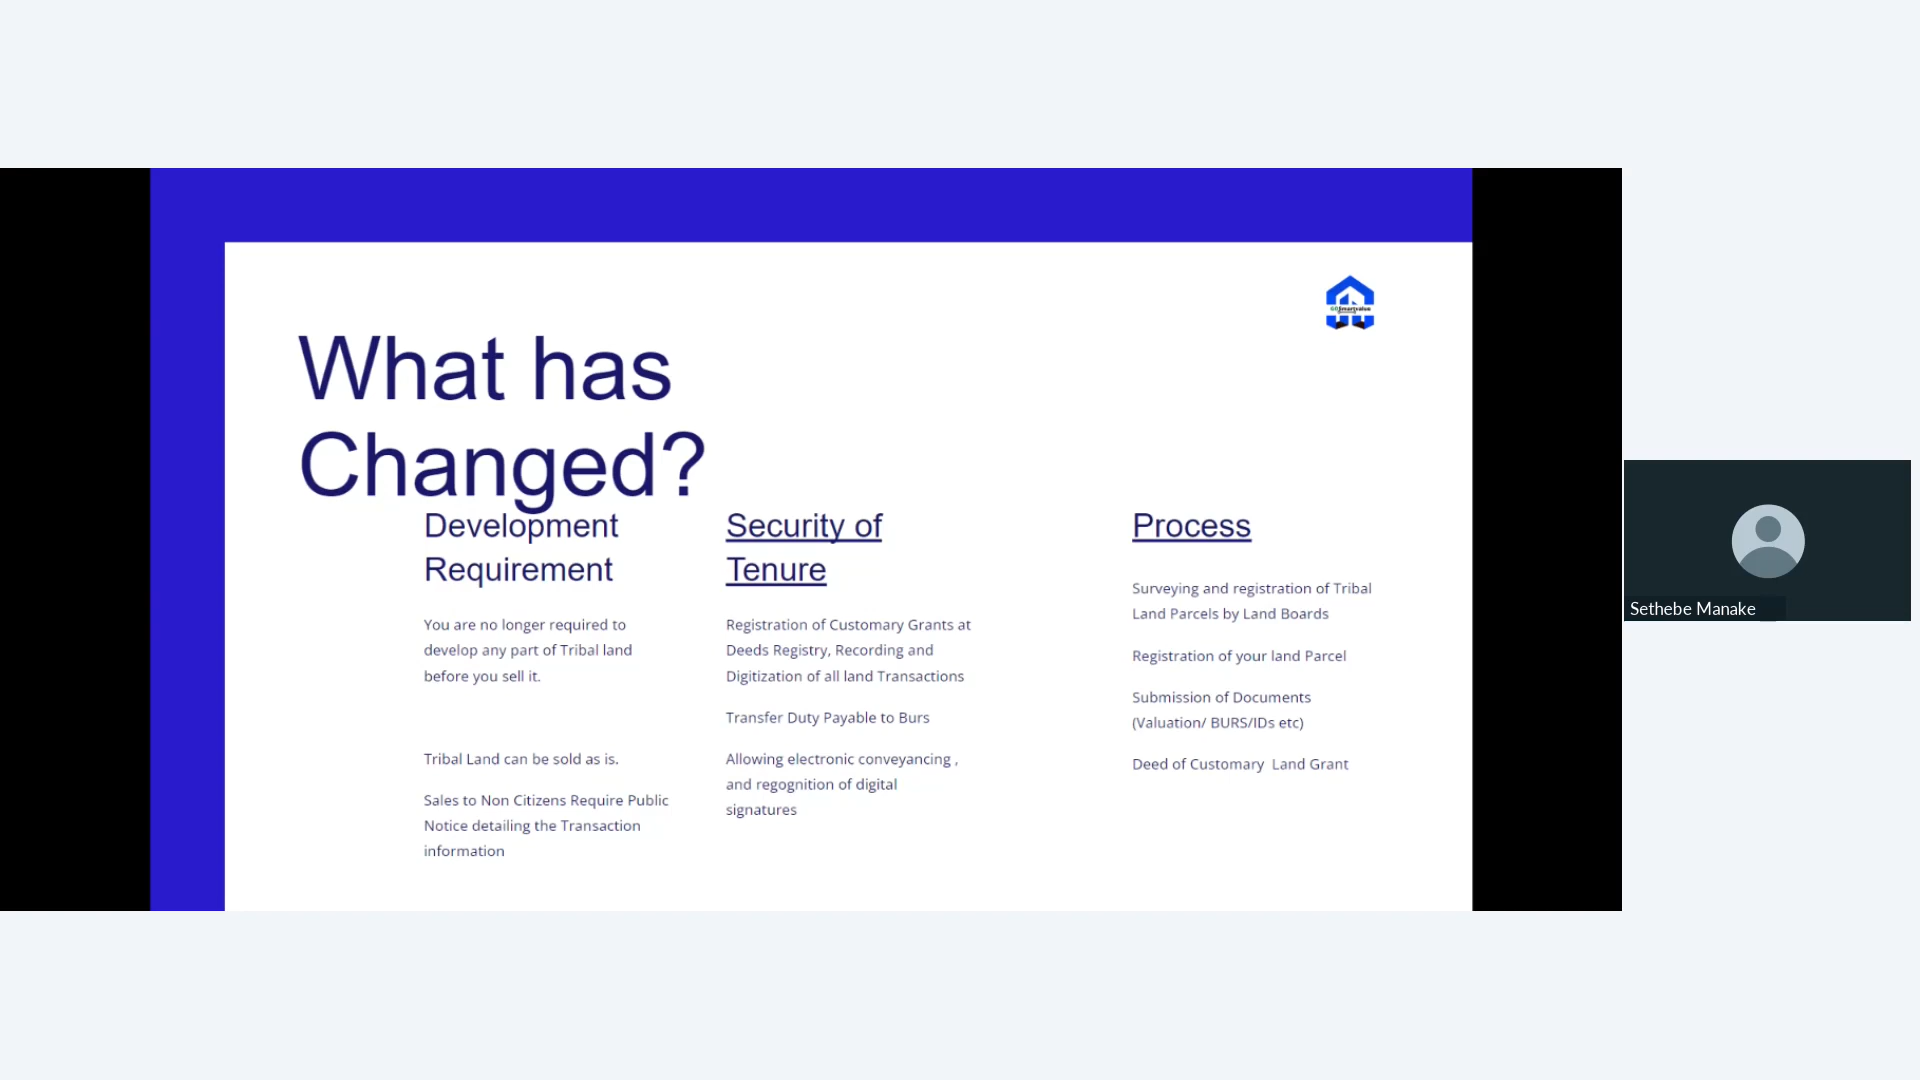 What has
Changed?
Development
Requirement
You are no longer required to
develop any part of Tribal land
before you sell it.
Tribal Land can be sold as is.
Sales to Non Citizens Require Public
Notice detailing the Transaction
information
Security of
Tenure
Registration of Customary Grants at
Deeds Registry, Recording and
Digitization of all land Transactions
Transfer Duty Payable to Burs
Allowing electronic conveyancing ,
and regognition of digital
signatures
Process
Surveying and registration of Tribal
Land Parcels by Land Boards
Registration of your land Parcel
Submission of Documents
(Valuation/ BURS/IDs etc)
Deed of Customary Land Grant
Sethebe Manake